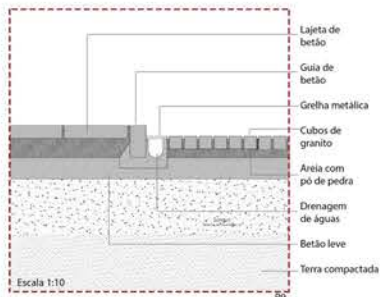 Lajeta de
betão
Guia de
betão
Grelha metálica
Cubos de
granito
Areia com
pó de pedra
Drenagem
de águas
Betão leve
Terra compactada
Escala 1:10